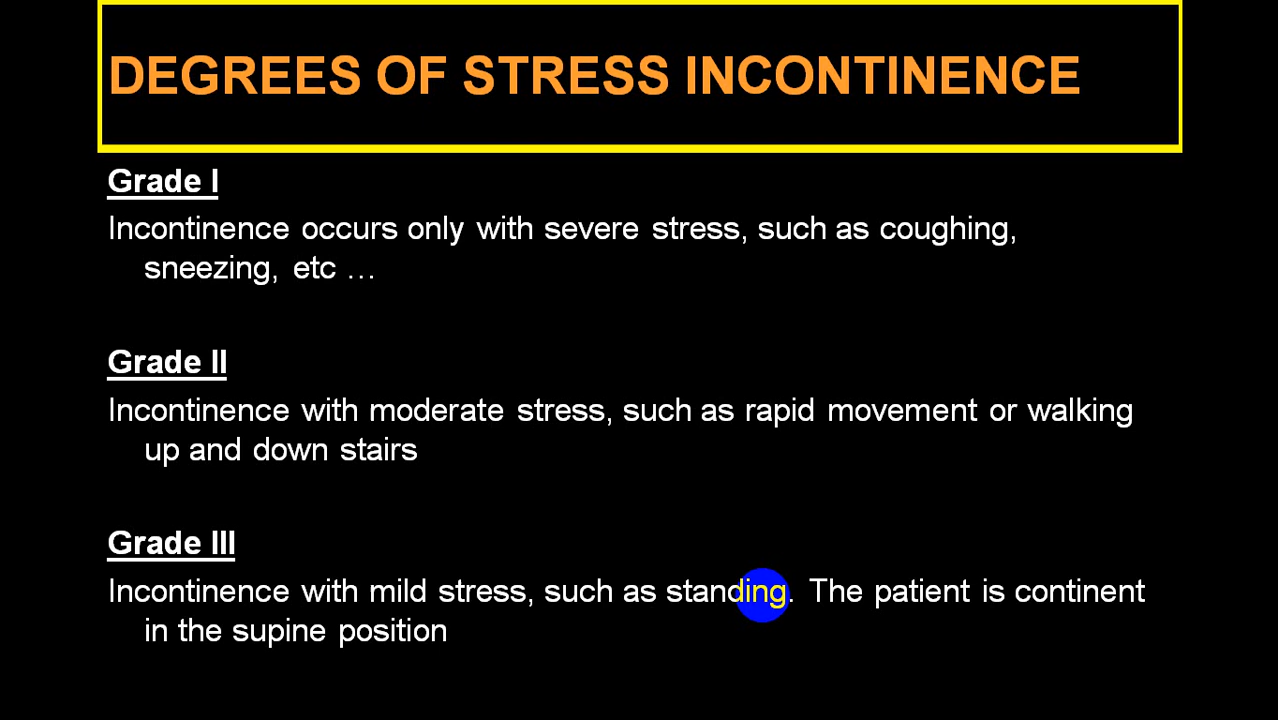 DEGREES OF STRESS INCONTINENCE
Grade I
Incontinence occurs only with severe stress, such as coughing,
sneezing, etc …
Grade II
Incontinence with moderate stress, such as rapid movement or walking
up and down stairs
Grade III
Incontinence with mild stress, such as standing. The patient is continent
in the supine position